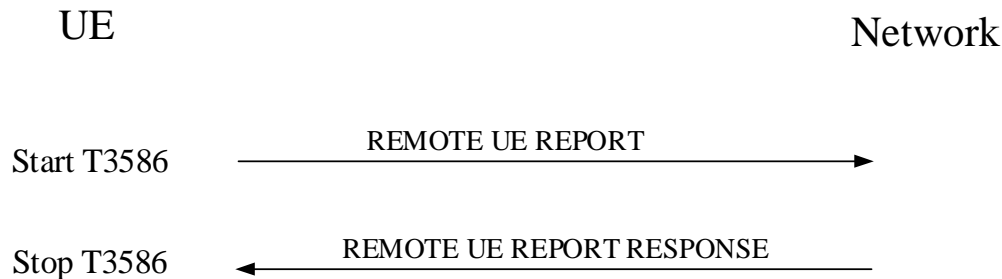 UE
Network
Start T3586
REMOTE UE REPORT
Stop T3586
REMOTE UE REPORT RESPONSE